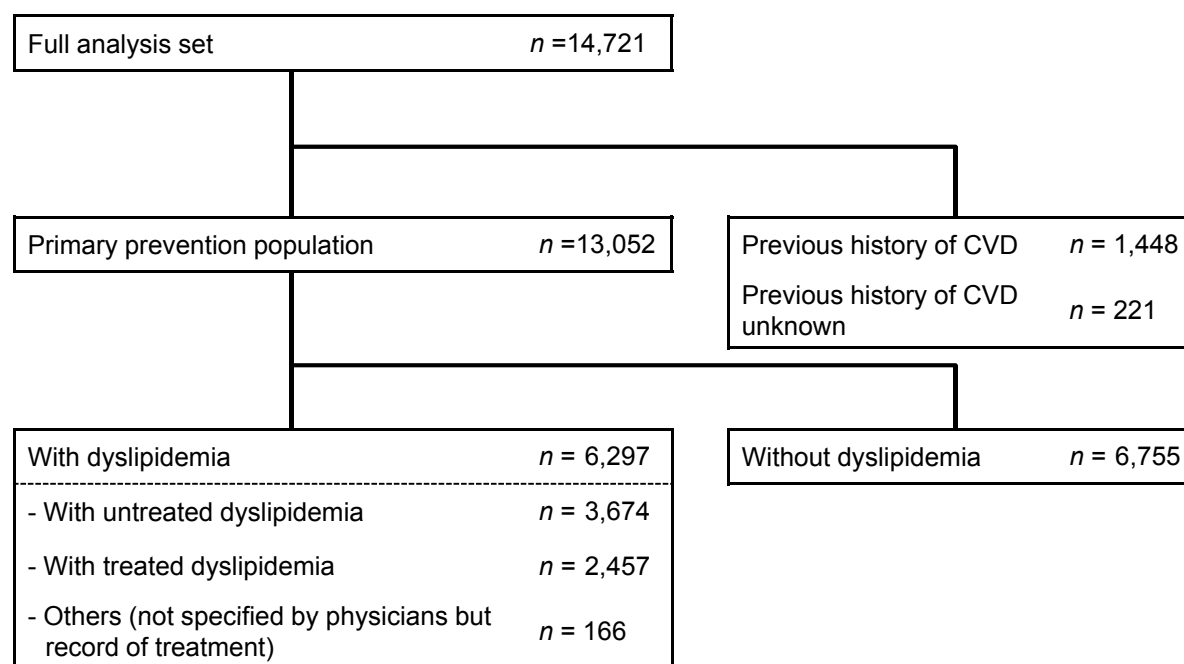 Full analysis set n =14,721
Primary prevention population n =13,052
Previous history of CVD n = 1,448
Previous history of CVD
unknown n = 221
With dyslipidemia n = 6,297
Without dyslipidemia n = 6,755
- With untreated dyslipidemia n = 3,674
- With treated dyslipidemia n = 2,457
- Others (not specified by physicians but
record of treatment) n = 166